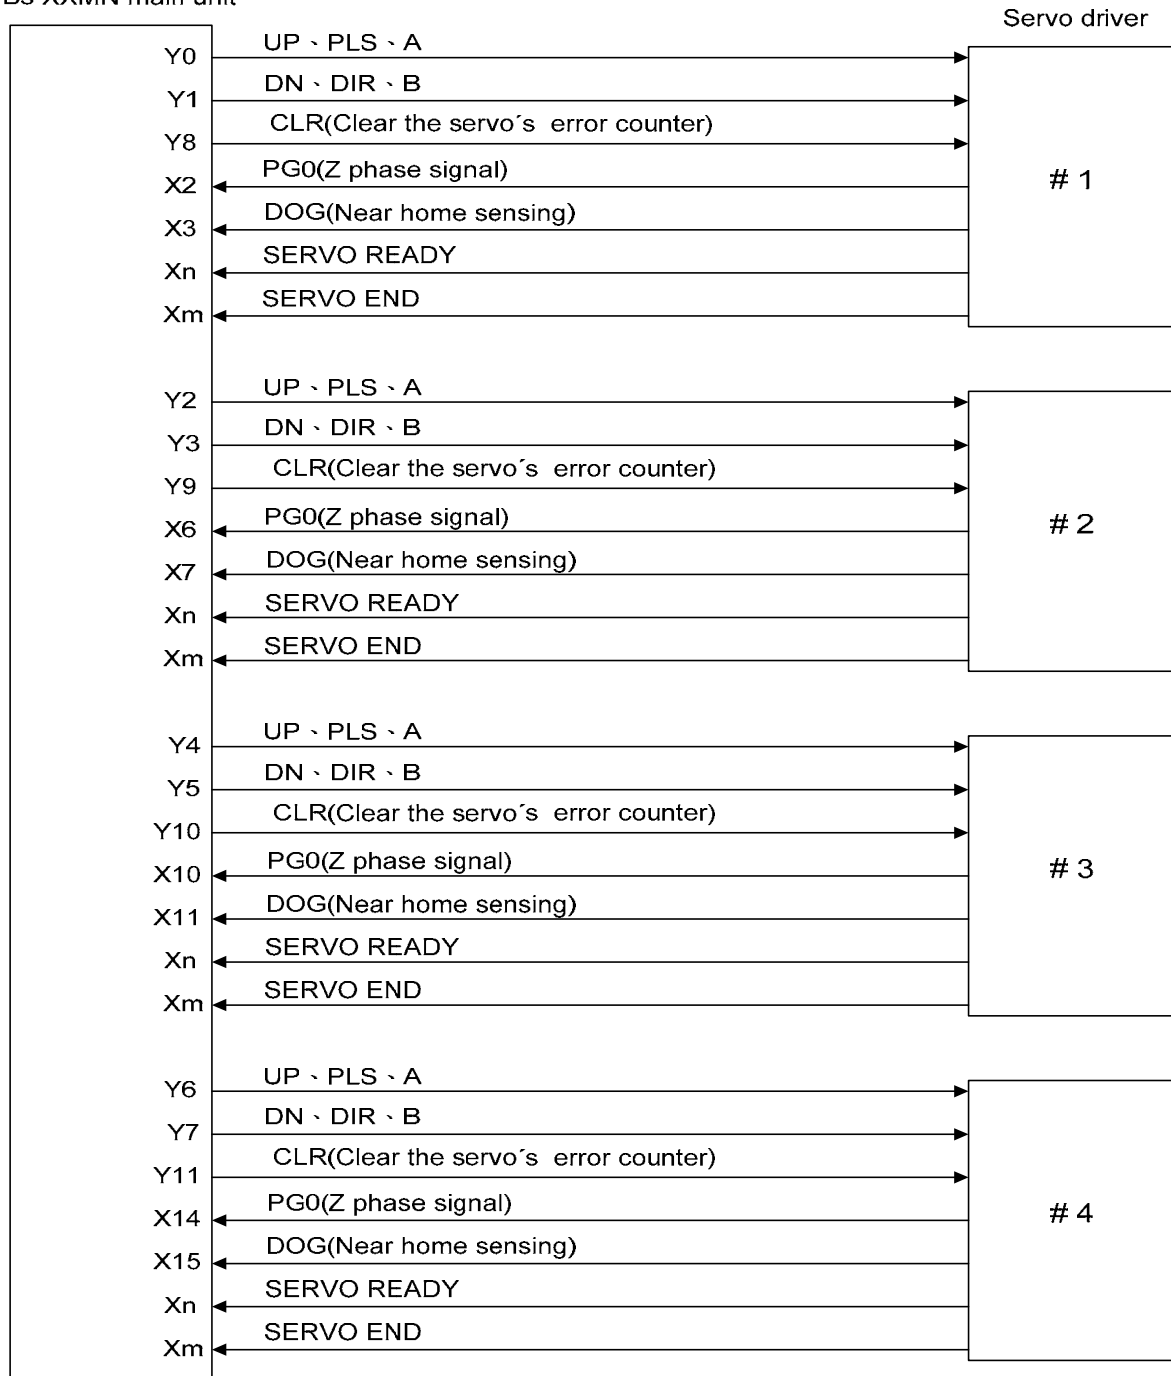 Bs-XXMN main unit
Servo driver
Y0 UP、PLS、A
Y1 DN、DIR、B
Y8 CLR(Clear the servo´s error counter)
X2 PG0(Z phase signal)
X3 DOG(Near home sensing)
Xn SERVO READY
Xm SERVO END
# 1
Y2 UP、PLS、A
Y3 DN、DIR、B
Y9 CLR(Clear the servo´s error counter)
X6 PG0(Z phase signal)
X7 DOG(Near home sensing)
Xn SERVO READY
Xm SERVO END
# 2
Y4 UP、PLS、A
Y5 DN、DIR、B
Y10 CLR(Clear the servo´s error counter)
X10 PG0(Z phase signal)
X11 DOG(Near home sensing)
Xn SERVO READY
Xm SERVO END
# 3
Y6 UP、PLS、A
Y7 DN、DIR、B
Y11 CLR(Clear the servo´s error counter)
X14 PG0(Z phase signal)
X15 DOG(Near home sensing)
Xn SERVO READY
Xm SERVO END
# 4